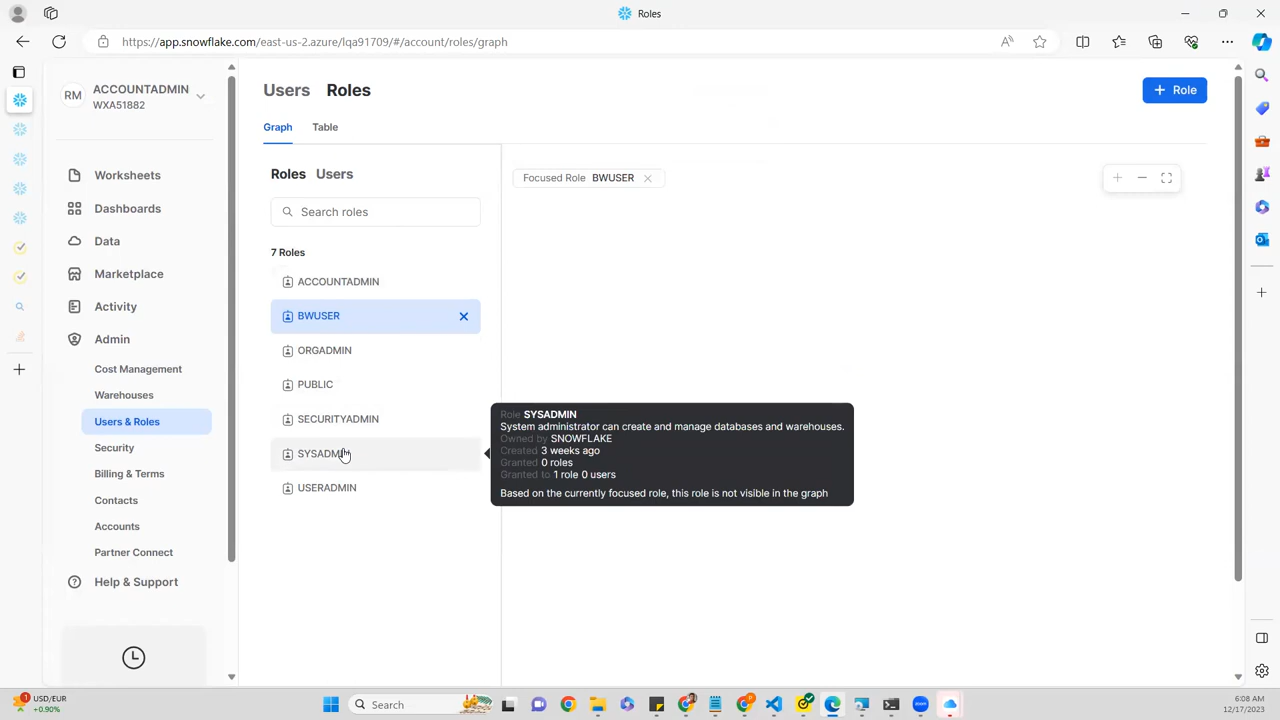 Roles
https://app.snowflake.com/east-us-2.azure/lqa91709/#/account/roles/graph
RM
ACCOUNTADMIN
WXA51882
Worksheets
Dashboards
Data
Marketplace
Activity
Admin
Cost Management
Warehouses
Users & Roles
Security
Billing & Terms
Contacts
Accounts
Partner Connect
Help & Support
Users Roles
+ Role
Graph Table
Roles Users
Search roles
7 Roles
ACCOUNTADMIN
BWUSER
ORGADMIN
PUBLIC
SECURITYADMIN
SYSADMIN
USERADMIN
Focused Role BWUSER
Role SYSADMIN
System administrator can create and manage databases and warehouses.
Owned by SNOWFLAKE
Created 3 weeks ago
Granted 0 roles
Granted to 1 role 0 users
Based on the currently focused role, this role is not visible in the graph
1
USD/EUR
+0.90%
Search
6:08 AM
12/17/2023